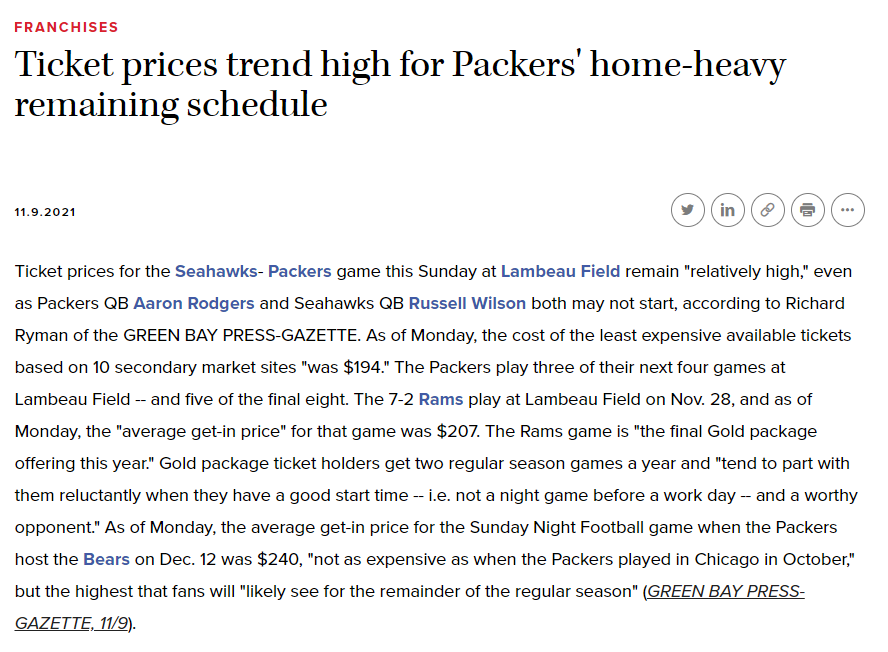 FRANCHISES
Ticket prices trend high for Packers' home-heavy
remaining schedule
11.9.2021
Ticket prices for the Seahawks- Packers game this Sunday at Lambeau Field remain "relatively high," even
as Packers QB Aaron Rodgers and Seahawks QB Russell Wilson both may not start, according to Richard
Ryman of the GREEN BAY PRESS-GAZETTE. As of Monday, the cost of the least expensive available tickets
based on 10 secondary market sites "was $194." The Packers play three of their next four games at
Lambeau Field -- and five of the final eight. The 7-2 Rams play at Lambeau Field on Nov. 28, and as of
Monday, the "average get-in price" for that game was $207. The Rams game is "the final Gold package
offering this year." Gold package ticket holders get two regular season games a year and "tend to part with
them reluctantly when they have a good start time -- i.e. not a night game before a work day -- and a worthy
opponent." As of Monday, the average get-in price for the Sunday Night Football game when the Packers
host the Bears on Dec. 12 was $240, "not as expensive as when the Packers played in Chicago in October,"
but the highest that fans will "likely see for the remainder of the regular season" (GREEN BAY PRESS-
GAZETTE, 11/9).